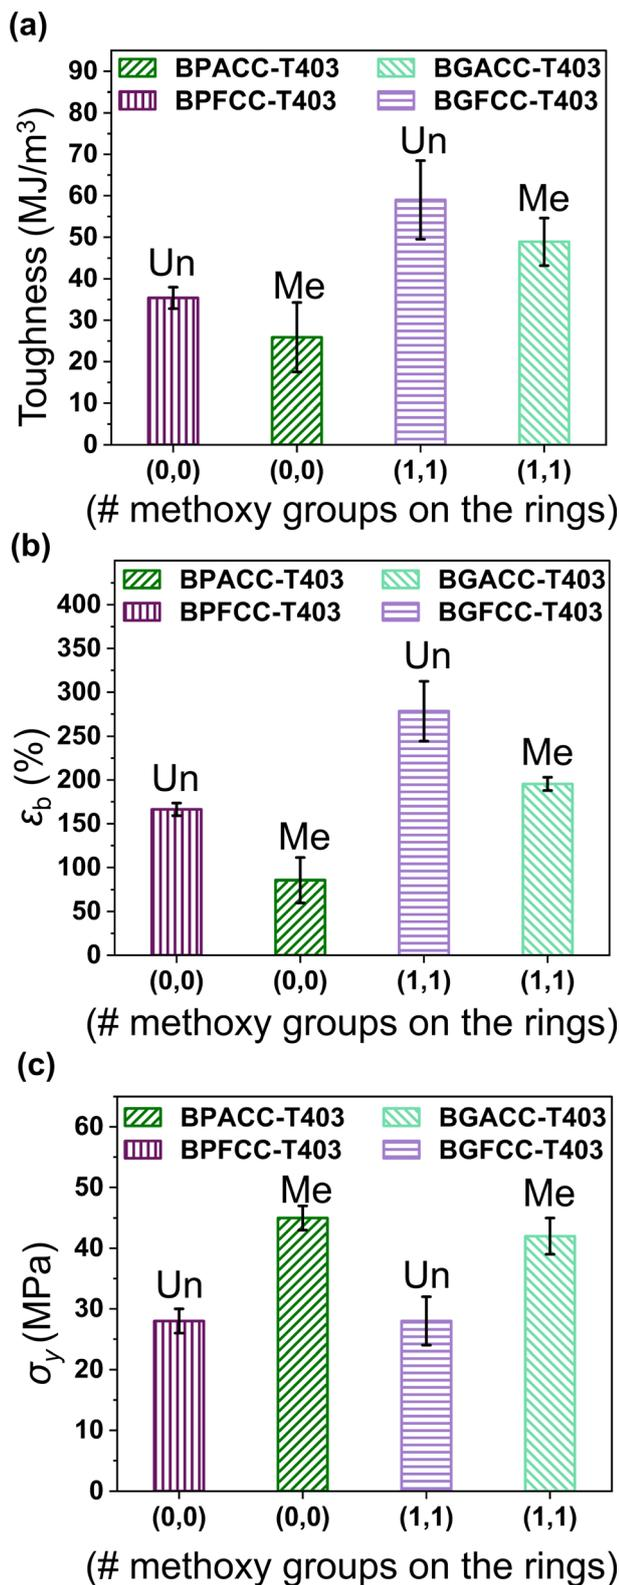 (a)
BPACC-T403 BGACC-T403
BPFCC-T403 BGFCC-T403
Toughness (MJ/m³)
90
80
70
60
50
40
30
20
10
0
Un
Me
Un
Me
(0,0) (0,0) (1,1) (1,1)
(# methoxy groups on the rings)
(b)
BPACC-T403 BGACC-T403
BPFCC-T403 BGFCC-T403
εb (%)
400
350
300
250
200
150
100
50
0
Un
Me
Un
Me
(0,0) (0,0) (1,1) (1,1)
(# methoxy groups on the rings)
(c)
BPACC-T403 BGACC-T403
BPFCC-T403 BGFCC-T403
σy (MPa)
60
50
40
30
20
10
0
Un
Me
Un
Me
(0,0) (0,0) (1,1) (1,1)
(# methoxy groups on the rings)